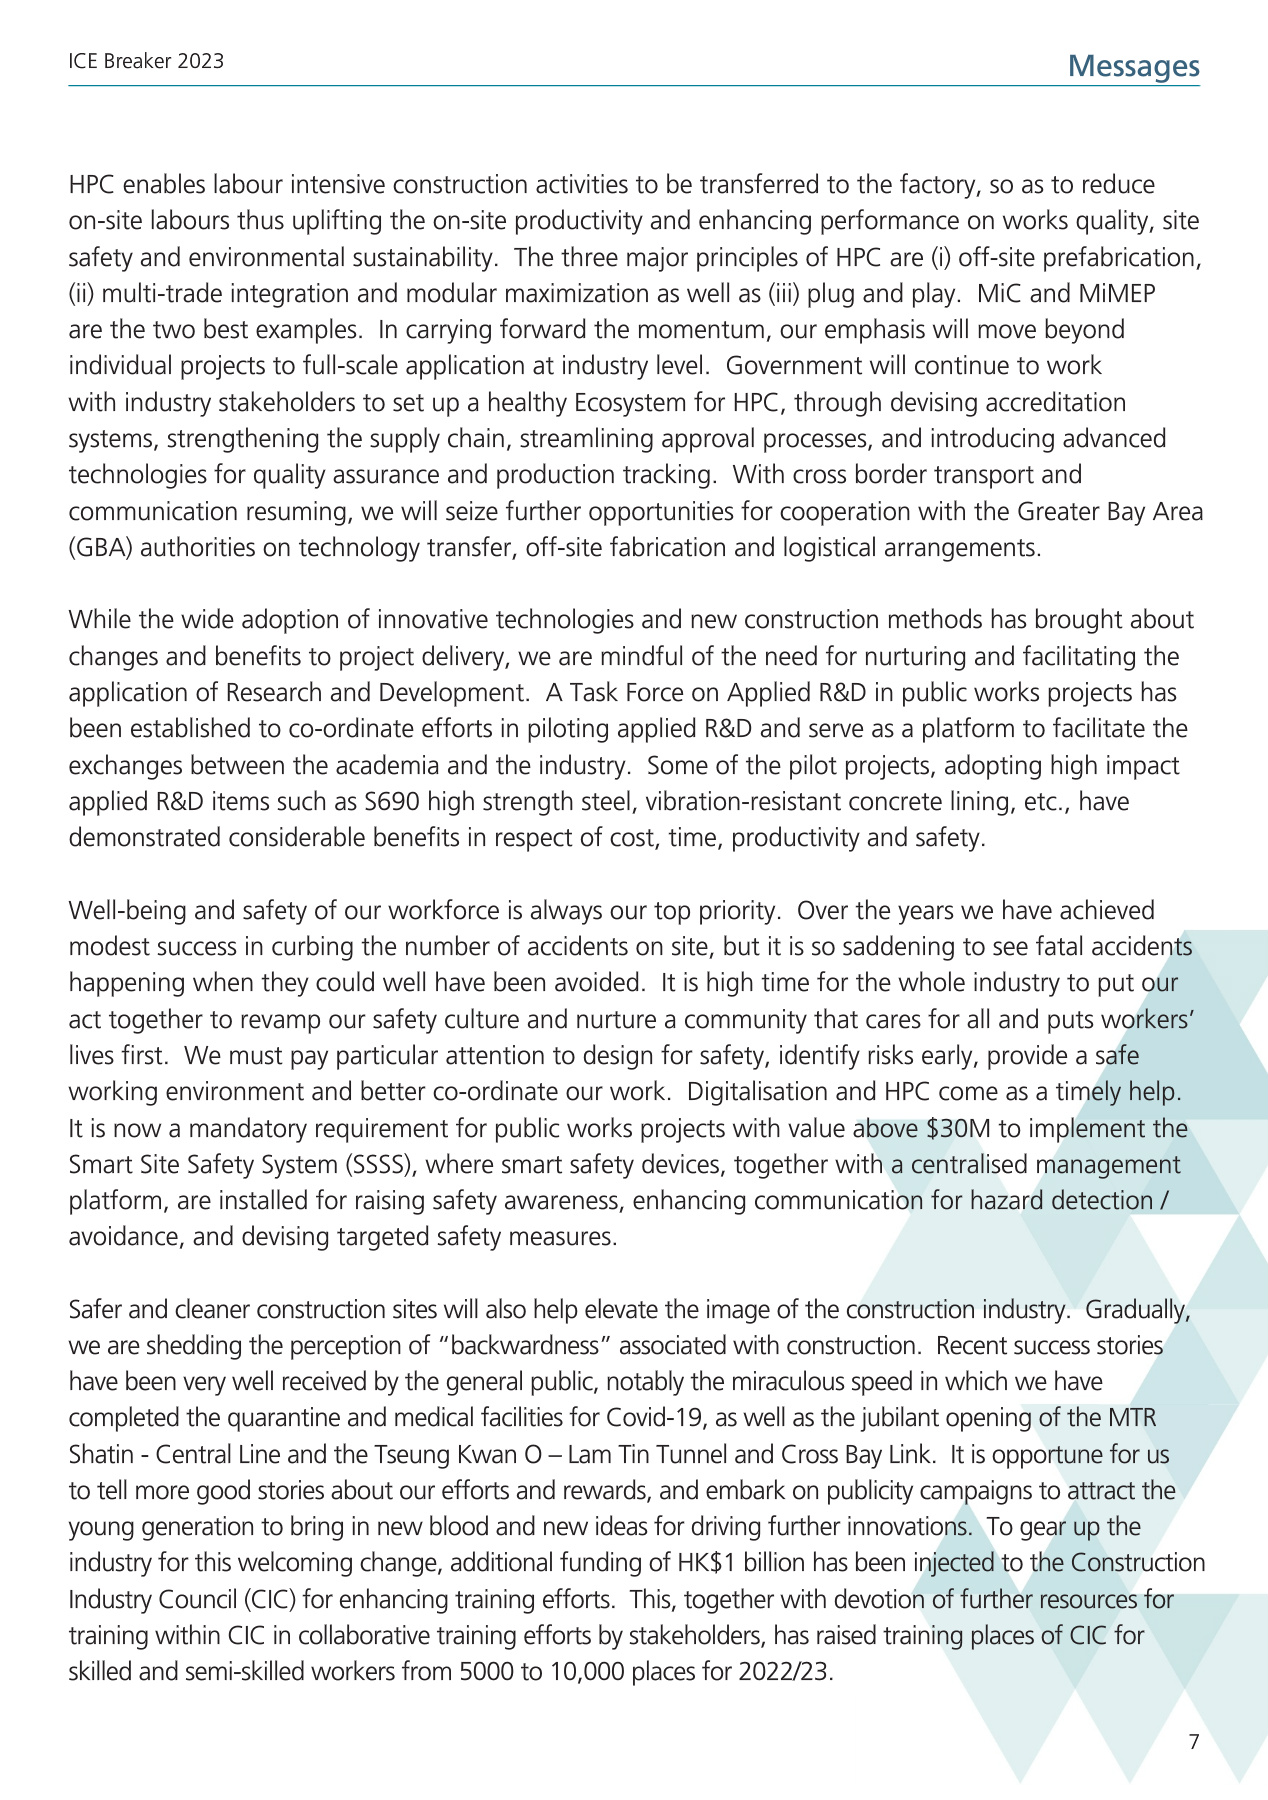 ICE Breaker 2023
Messages
HPC enables labour intensive construction activities to be transferred to the factory, so as to reduce
on-site labours thus uplifting the on-site productivity and enhancing performance on works quality, site
safety and environmental sustainability.  The three major principles of HPC are (i) off-site prefabrication,
(ii) multi-trade integration and modular maximization as well as (iii) plug and play.  MiC and MiMEP
are the two best examples.  In carrying forward the momentum, our emphasis will move beyond
individual projects to full-scale application at industry level.  Government will continue to work
with industry stakeholders to set up a healthy Ecosystem for HPC, through devising accreditation
systems, strengthening the supply chain, streamlining approval processes, and introducing advanced
technologies for quality assurance and production tracking.  With cross border transport and
communication resuming, we will seize further opportunities for cooperation with the Greater Bay Area
(GBA) authorities on technology transfer, off-site fabrication and logistical arrangements.
While the wide adoption of innovative technologies and new construction methods has brought about
changes and benefits to project delivery, we are mindful of the need for nurturing and facilitating the
application of Research and Development.  A Task Force on Applied R&D in public works projects has
been established to co-ordinate efforts in piloting applied R&D and serve as a platform to facilitate the
exchanges between the academia and the industry.  Some of the pilot projects, adopting high impact
applied R&D items such as S690 high strength steel, vibration-resistant concrete lining, etc., have
demonstrated considerable benefits in respect of cost, time, productivity and safety.
Well-being and safety of our workforce is always our top priority.  Over the years we have achieved
modest success in curbing the number of accidents on site, but it is so saddening to see fatal accidents
happening when they could well have been avoided.  It is high time for the whole industry to put our
act together to revamp our safety culture and nurture a community that cares for all and puts workers’
lives first.  We must pay particular attention to design for safety, identify risks early, provide a safe
working environment and better co-ordinate our work.  Digitalisation and HPC come as a timely help.
It is now a mandatory requirement for public works projects with value above $30M to implement the
Smart Site Safety System (SSSS), where smart safety devices, together with a centralised management
platform, are installed for raising safety awareness, enhancing communication for hazard detection /
avoidance, and devising targeted safety measures.
Safer and cleaner construction sites will also help elevate the image of the construction industry.  Gradually,
we are shedding the perception of “backwardness” associated with construction.  Recent success stories
have been very well received by the general public, notably the miraculous speed in which we have
completed the quarantine and medical facilities for Covid-19, as well as the jubilant opening of the MTR
Shatin - Central Line and the Tseung Kwan O – Lam Tin Tunnel and Cross Bay Link.  It is opportune for us
to tell more good stories about our efforts and rewards, and embark on publicity campaigns to attract the
young generation to bring in new blood and new ideas for driving further innovations.  To gear up the
industry for this welcoming change, additional funding of HK$1 billion has been injected to the Construction
Industry Council (CIC) for enhancing training efforts.  This, together with devotion of further resources for
training within CIC in collaborative training efforts by stakeholders, has raised training places of CIC for
skilled and semi-skilled workers from 5000 to 10,000 places for 2022/23.
7